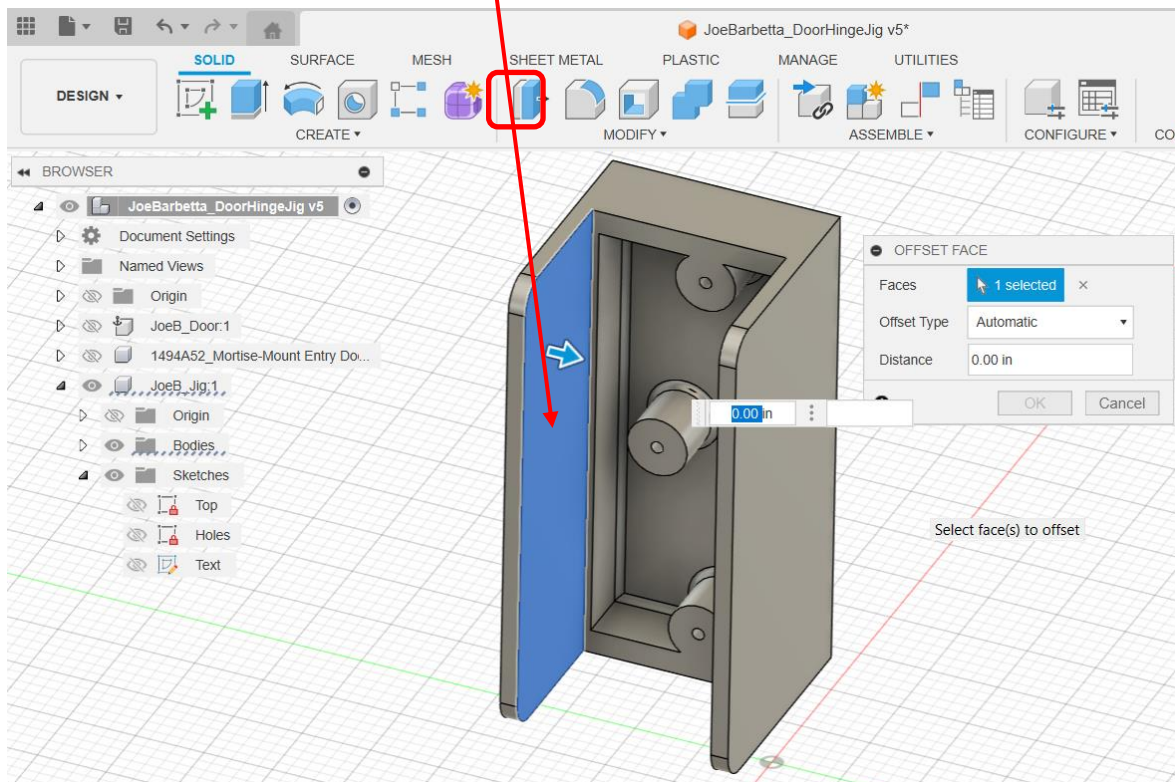 JoeBarbetta_DoorHingeJig v5*
SOLID SURFACE MESH SHEET METAL PLASTIC MANAGE UTILITIES
DESIGN
CREATE MODIFY ASSEMBLE CONFIGURE CO
BROWSER
JoeBarbetta_DoorHingeJig v5
Document Settings
Named Views
Origin
JoeB_Door:1
1494A52_Mortise-Mount Entry Do...
JoeB_Jig:1
Origin
Bodies
Sketches
Top
Holes
Text
OFFSET FACE
Faces 1 selected
Offset Type Automatic
Distance 0.00 in
OK Cancel
0.00 in
Select face(s) to offset